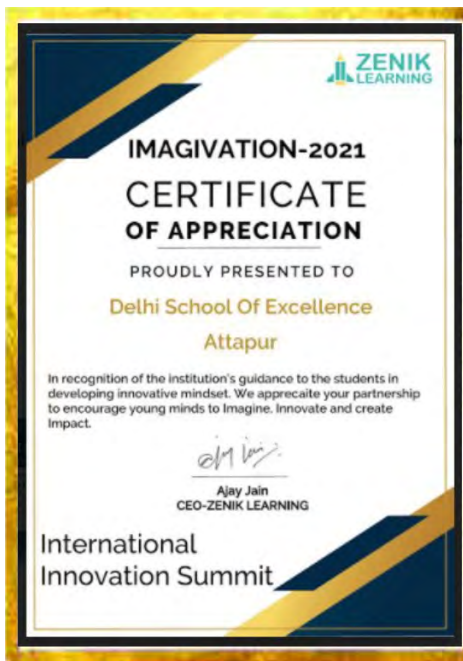 ZENIK
LEARNING
IMAGIVATION-2021
CERTIFICATE
OF APPRECIATION
PROUDLY PRESENTED TO
Delhi School Of Excellence
Attapur
In recognition of the institution's guidance to the students in
developing innovative mindset. We apprecaite your partnership
to encourage young minds to Imagine. Innovate and create
Impact.
Ajay Jain
CEO-ZENIK LEARNING
International
Innovation Summit